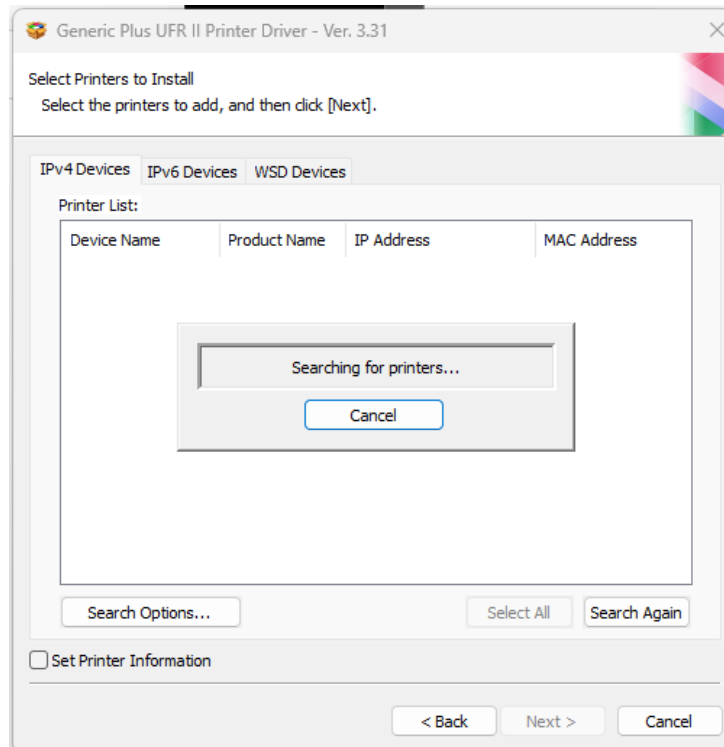 Generic Plus UFR II Printer Driver - Ver. 3.31
Select Printers to Install
Select the printers to add, and then click [Next].
IPv4 Devices IPv6 Devices WSD Devices
Printer List:
Device Name Product Name IP Address MAC Address
Searching for printers...
Cancel
Search Options... Select All Search Again
Set Printer Information
< Back Next > Cancel